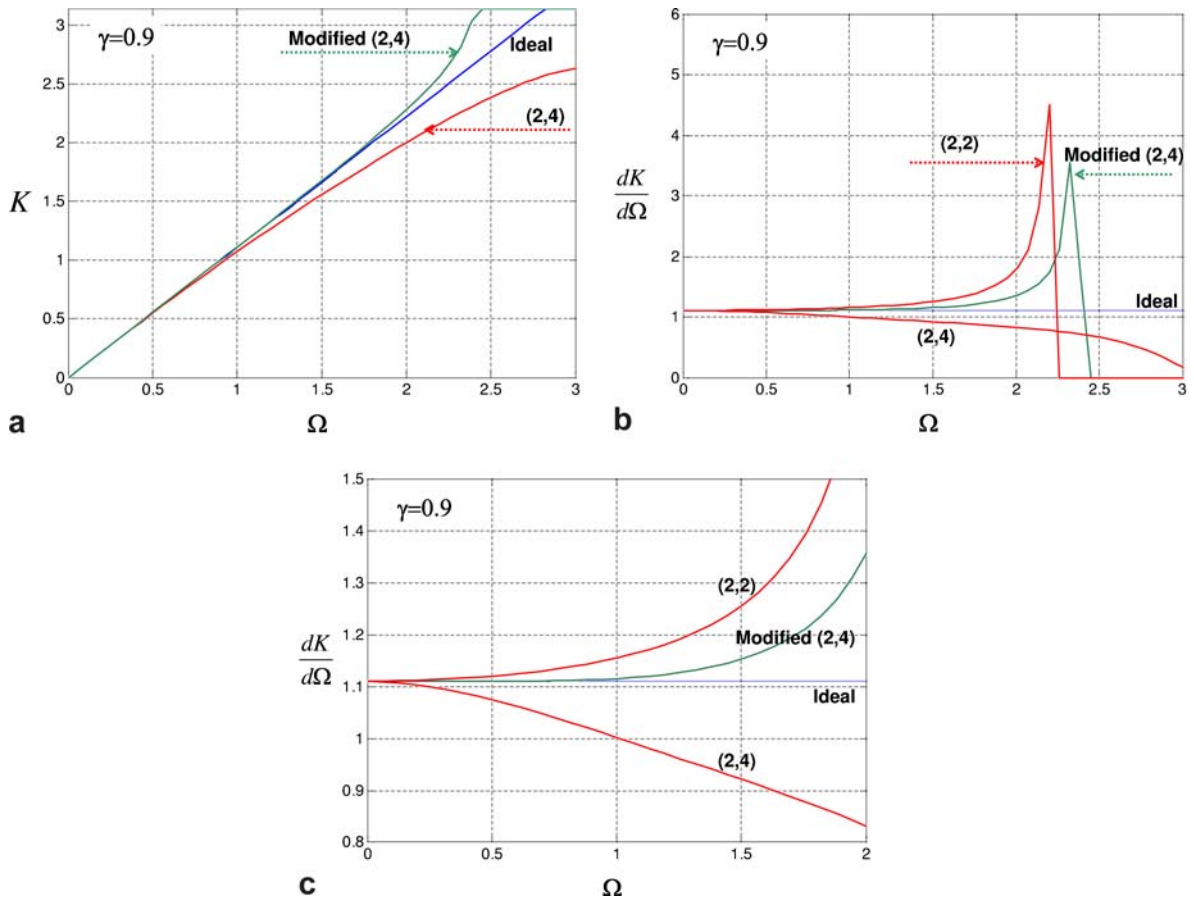 γ=0.9
Modified (2,4)
Ideal
(2,4)
3
2.5
2
1.5
1
0.5
0
K
0
0.5
1
1.5
2
2.5
3
Ω
a
γ=0.9
(2,2)
Modified (2,4)
Ideal
(2,4)
6
5
4
3
2
1
0
dK
dΩ
0
0.5
1
1.5
2
2.5
3
Ω
b
γ=0.9
(2,2)
Modified (2,4)
Ideal
(2,4)
1.5
1.4
1.3
1.2
1.1
1
0.9
0.8
dK
dΩ
0
0.5
1
1.5
2
Ω
c